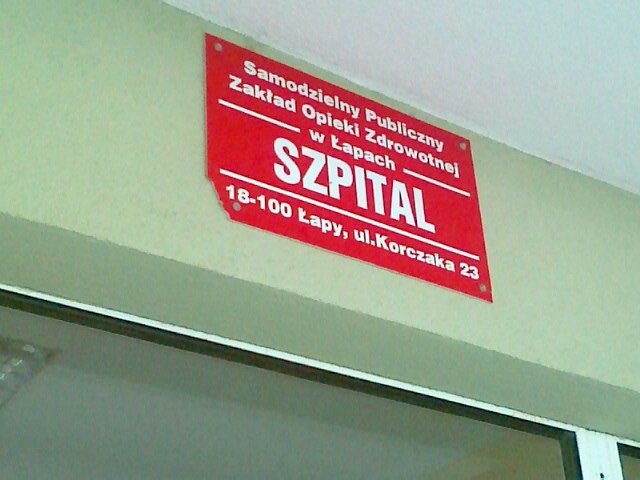 Samodzielny Publiczny
Zakład Opieki Zdrowotnej
w Łapach
SZPITAL
18-100 Łapy, ul.Korczaka 23